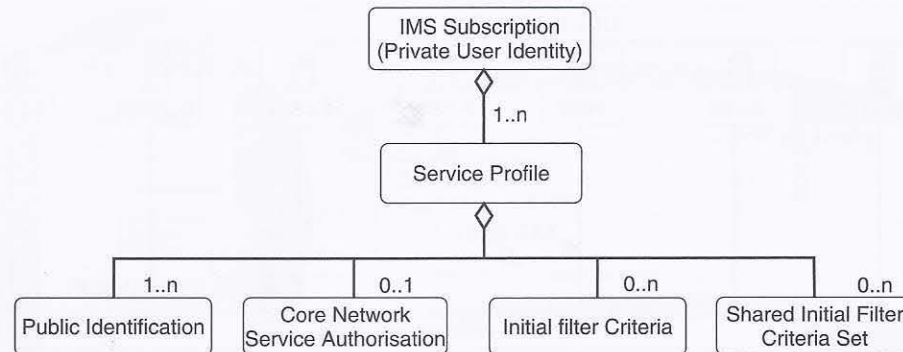 IMS Subscription
(Private User Identity)
1..n
Service Profile
1..n
0..1
0..n
0..n
Public Identification
Core Network
Service Authorisation
Initial filter Criteria
Shared Initial Filter
Criteria Set